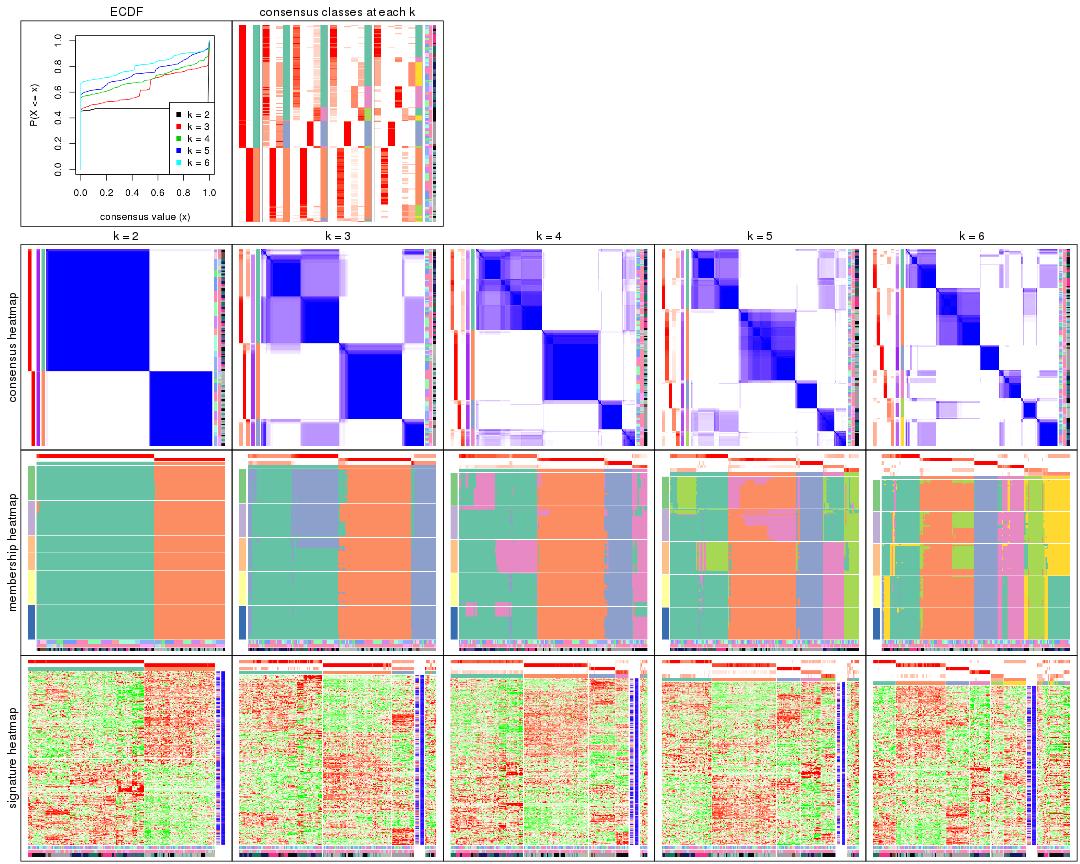 ECDF
consensus classes at each k
P(X <= x)
0.0 0.2 0.4 0.6 0.8 1.0
k = 2
k = 3
k = 4
k = 5
k = 6
0.0 0.2 0.4 0.6 0.8 1.0
consensus value (x)
k = 2 k = 3 k = 4 k = 5 k = 6
consensus heatmap
membership heatmap
signature heatmap